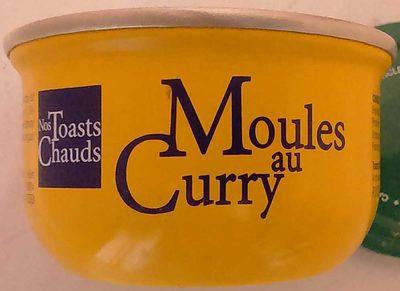 Nos Toasts
Chauds
Moules
au
Curry